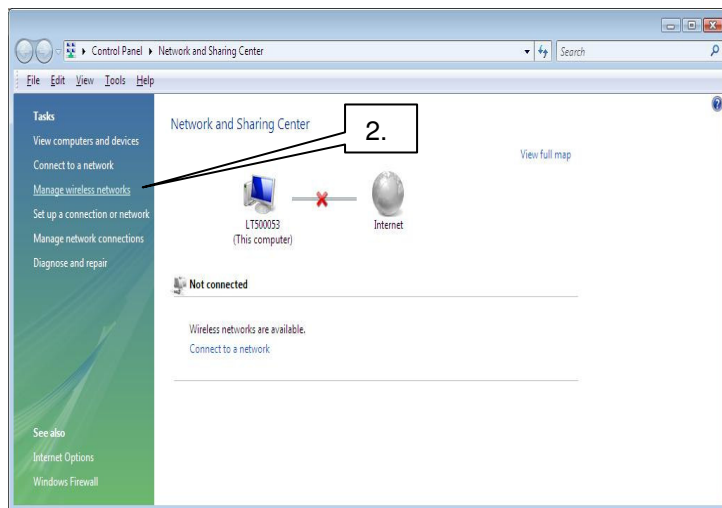 Control Panel Network and Sharing Center Search
File Edit View Tools Help
Tasks
View computers and devices
Connect to a network
Manage wireless networks
Set up a connection or network
Manage network connections
Diagnose and repair
See also
Internet Options
Windows Firewall
Network and Sharing Center
2.
View full map
LT500053
(This computer)
Internet
Not connected
Wireless networks are available.
Connect to a network